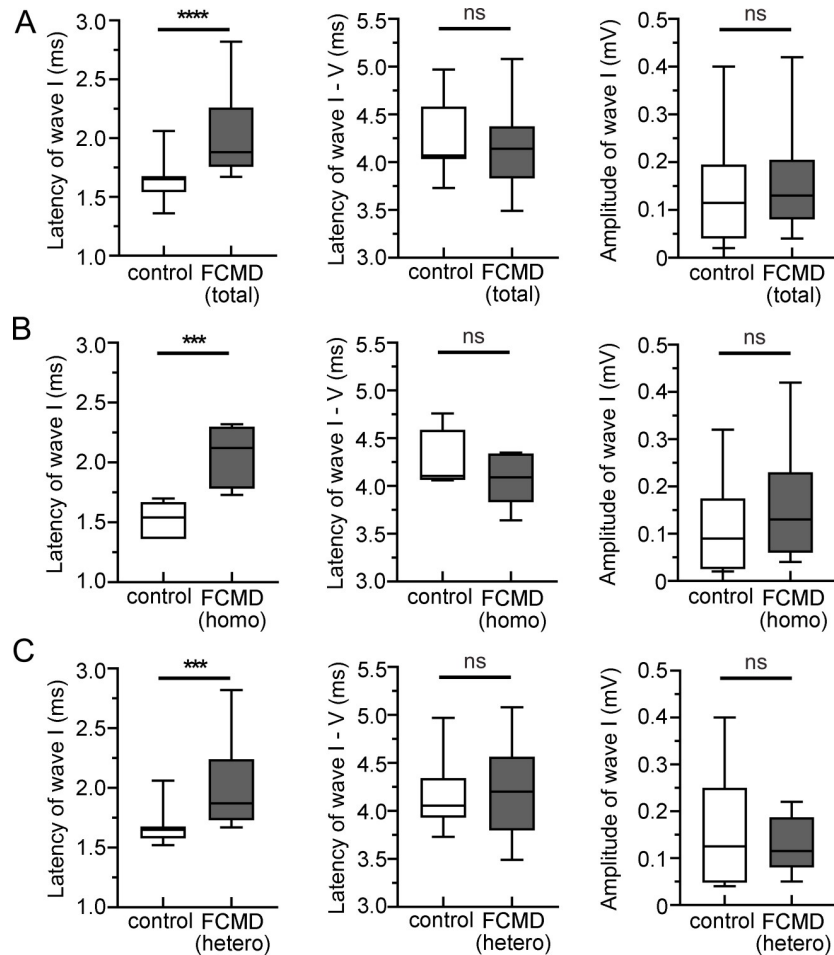 A
Latency of wave I (ms)
3.0
2.5
2.0
1.5
1.0
****
control
FCMD
(total)
Latency of wave I - V (ms)
5.5
5.0
4.5
4.0
3.5
3.0
ns
control
FCMD
(total)
Amplitude of wave I (mV)
0.5
0.4
0.3
0.2
0.1
0
ns
control
FCMD
(total)
B
Latency of wave I (ms)
3.0
2.5
2.0
1.5
1.0
***
control
FCMD
(homo)
Latency of wave I - V (ms)
5.5
5.0
4.5
4.0
3.5
3.0
ns
control
FCMD
(homo)
Amplitude of wave I (mV)
0.5
0.4
0.3
0.2
0.1
0
ns
control
FCMD
(homo)
C
Latency of wave I (ms)
3.0
2.5
2.0
1.5
1.0
***
control
FCMD
(hetero)
Latency of wave I - V (ms)
5.5
5.0
4.5
4.0
3.5
3.0
ns
control
FCMD
(hetero)
Amplitude of wave I (mV)
0.5
0.4
0.3
0.2
0.1
0
ns
control
FCMD
(hetero)